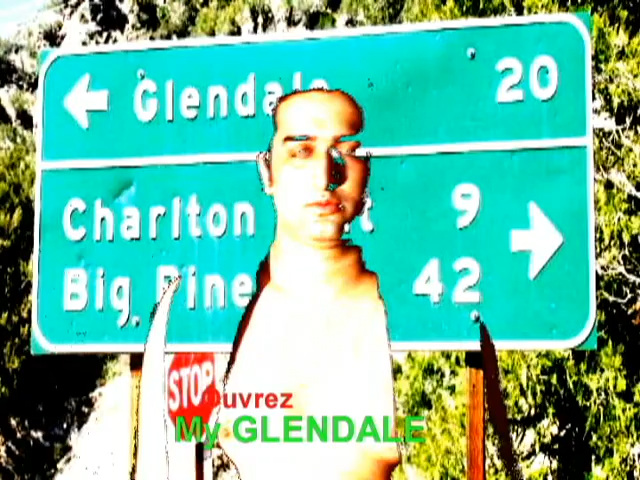 Glendale 20
Charlton 9
Big Pine 42
STOP
Ouvrez
My GLENDALE